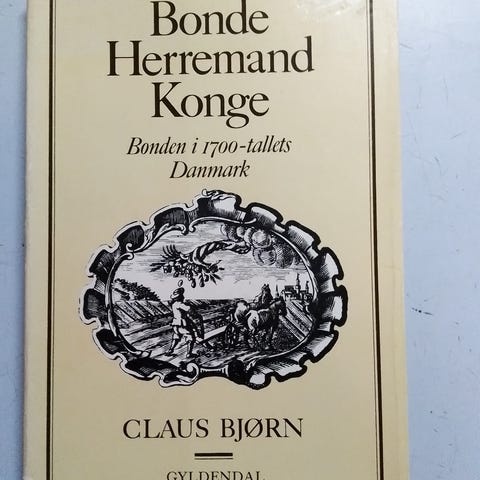 Bonde
Herremand
Konge
Bonden i 1700-tallets
Danmark
CLAUS BJØRN
GYLDENDAL